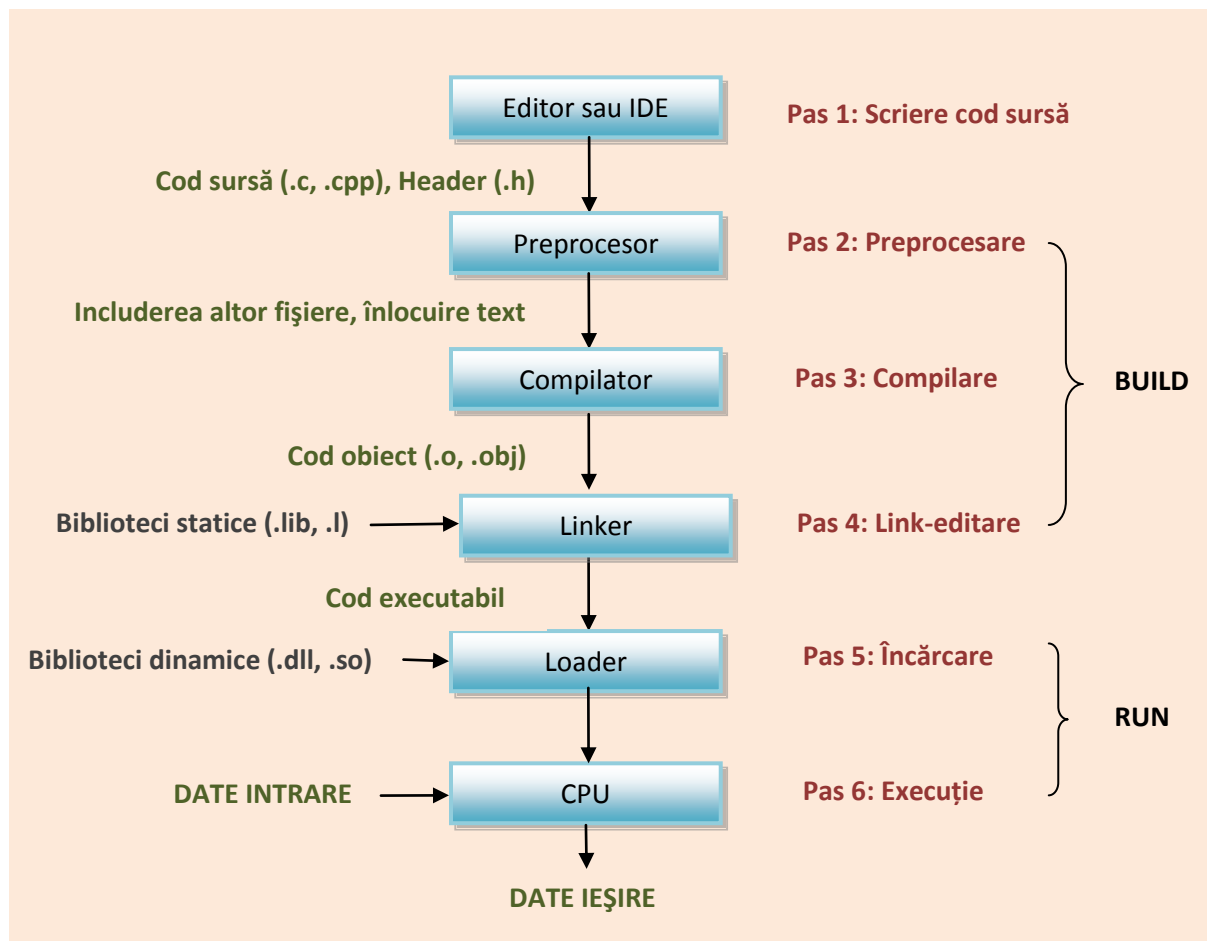 Editor sau IDE
Pas 1: Scriere cod sursă
Cod sursă (.c, .cpp), Header (.h)
Preprocesor
Pas 2: Preprocesare
Includerea altor fişiere, înlocuire text
Compilator
Pas 3: Compilare
BUILD
Cod obiect (.o, .obj)
Biblioteci statice (.lib, .l)
Linker
Pas 4: Link-editare
Cod executabil
Biblioteci dinamice (.dll, .so)
Loader
Pas 5: Încărcare
RUN
DATE INTRARE
CPU
Pas 6: Execuție
DATE IEŞIRE